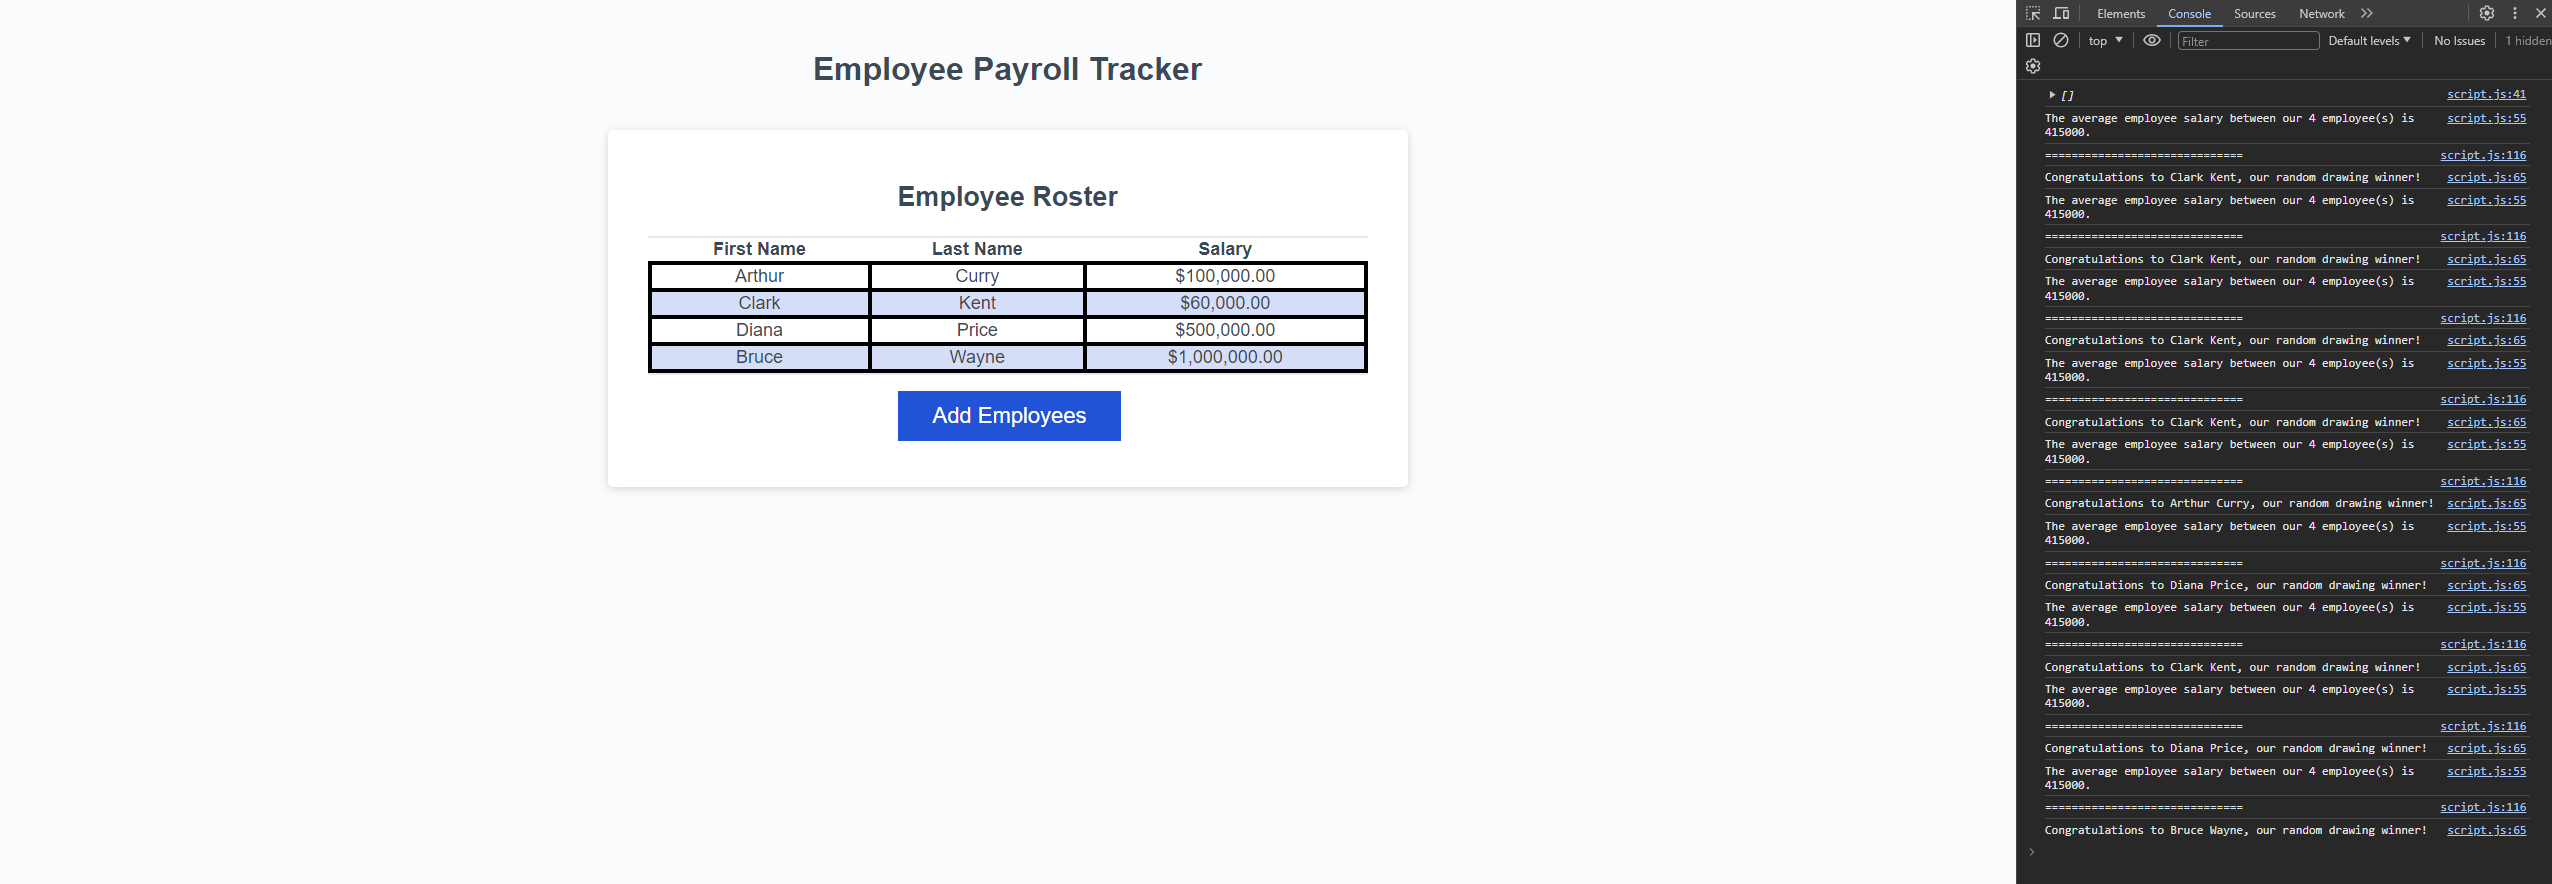 Employee Payroll Tracker
Employee Roster
First Name Last Name Salary
Arthur Curry $100,000.00
Clark Kent $60,000.00
Diana Price $500,000.00
Bruce Wayne $1,000,000.00
Add Employees
Elements Console Sources Network
top Filter Default levels No Issues 1 hidden
[] script.js:41
The average employee salary between our 4 employee(s) is script.js:55
415000.
============================== script.js:116
Congratulations to Clark Kent, our random drawing winner! script.js:65
The average employee salary between our 4 employee(s) is script.js:55
415000.
============================== script.js:116
Congratulations to Clark Kent, our random drawing winner! script.js:65
The average employee salary between our 4 employee(s) is script.js:55
415000.
============================== script.js:116
Congratulations to Clark Kent, our random drawing winner! script.js:65
The average employee salary between our 4 employee(s) is script.js:55
415000.
============================== script.js:116
Congratulations to Clark Kent, our random drawing winner! script.js:65
The average employee salary between our 4 employee(s) is script.js:55
415000.
============================== script.js:116
Congratulations to Arthur Curry, our random drawing winner! script.js:65
The average employee salary between our 4 employee(s) is script.js:55
415000.
============================== script.js:116
Congratulations to Diana Price, our random drawing winner! script.js:65
The average employee salary between our 4 employee(s) is script.js:55
415000.
============================== script.js:116
Congratulations to Clark Kent, our random drawing winner! script.js:65
The average employee salary between our 4 employee(s) is script.js:55
415000.
============================== script.js:116
Congratulations to Diana Price, our random drawing winner! script.js:65
The average employee salary between our 4 employee(s) is script.js:55
415000.
============================== script.js:116
Congratulations to Bruce Wayne, our random drawing winner! script.js:65